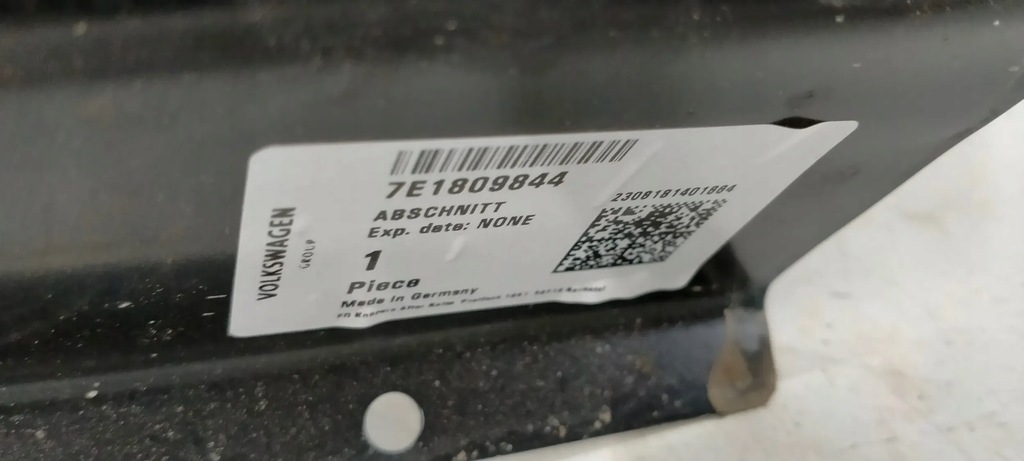 VOLKSWAGEN
GROUP
7E1809844
ABSCHNITT
Exp. date: NONE
2308181401884
1
Piece
Made in Germany